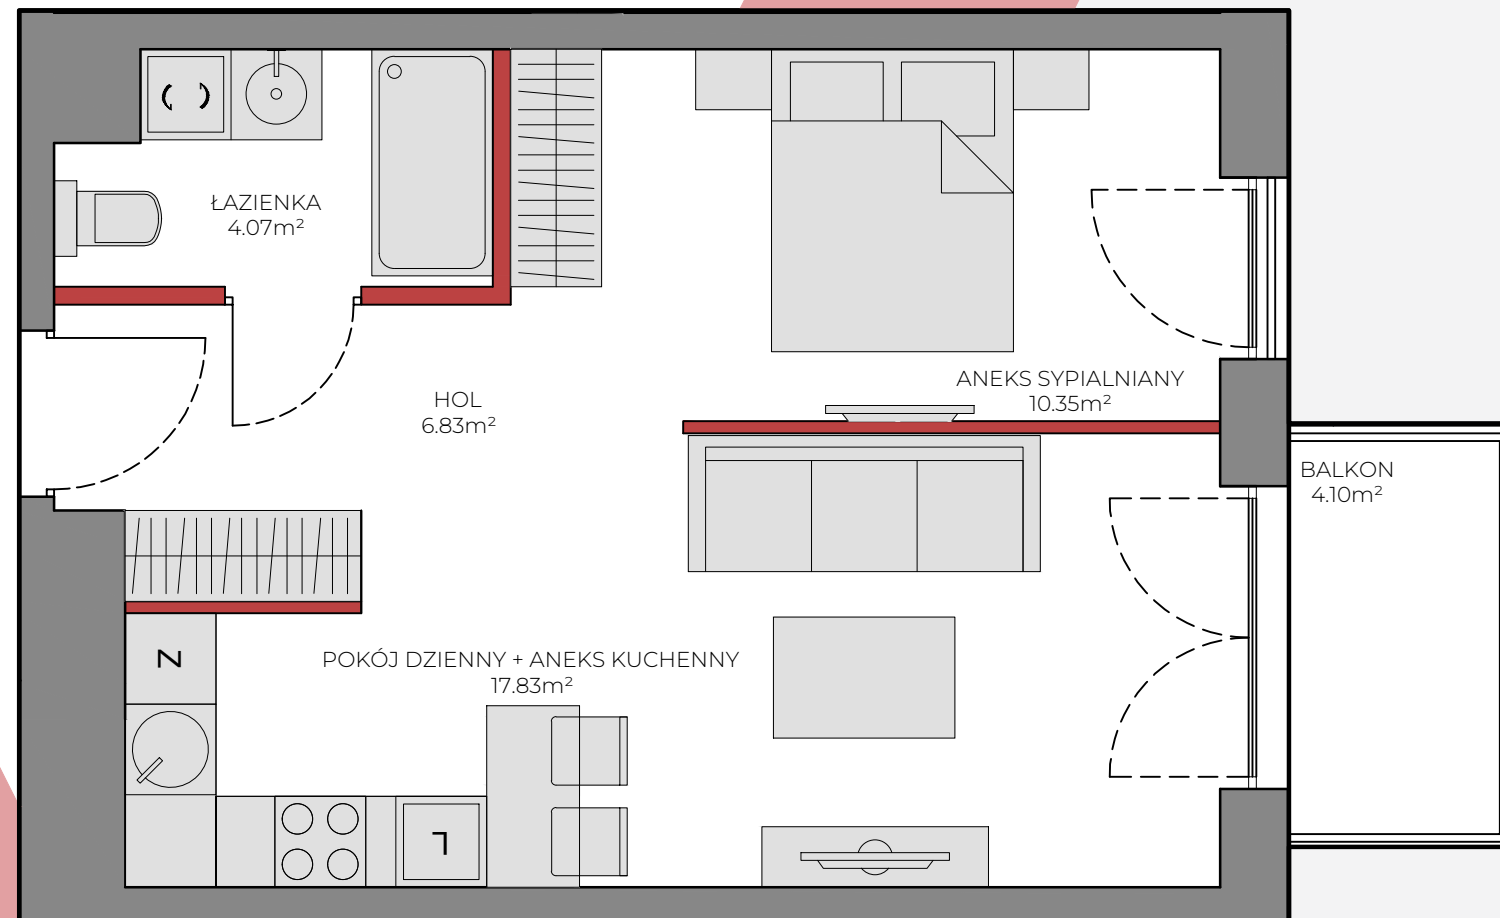 ŁAZIENKA
4.07m²
HOL
6.83m²
ANEKS SYPIALNIANY
10.35m²
BALKON
4.10m²
POKÓJ DZIENNY + ANEKS KUCHENNY
17.83m²
Z
L